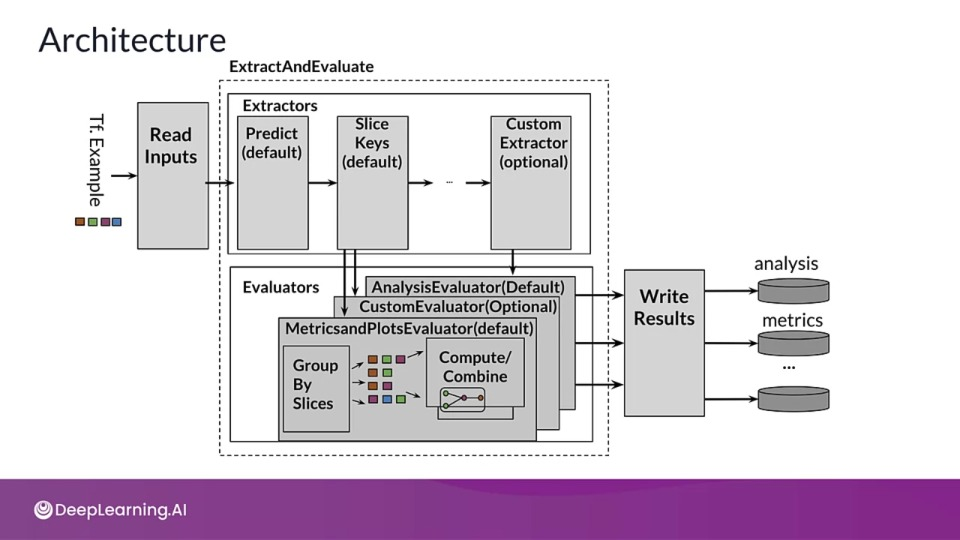 Architecture
ExtractAndEvaluate
Extractors
Tf. Example
Read
Inputs
Predict
(default)
Slice
Keys
(default)
...
Custom
Extractor
(optional)
Evaluators
AnalysisEvaluator(Default)
CustomEvaluator(Optional)
MetricsandPlotsEvaluator(default)
Group
By
Slices
Compute/
Combine
Write
Results
analysis
metrics
...
DeepLearning.AI